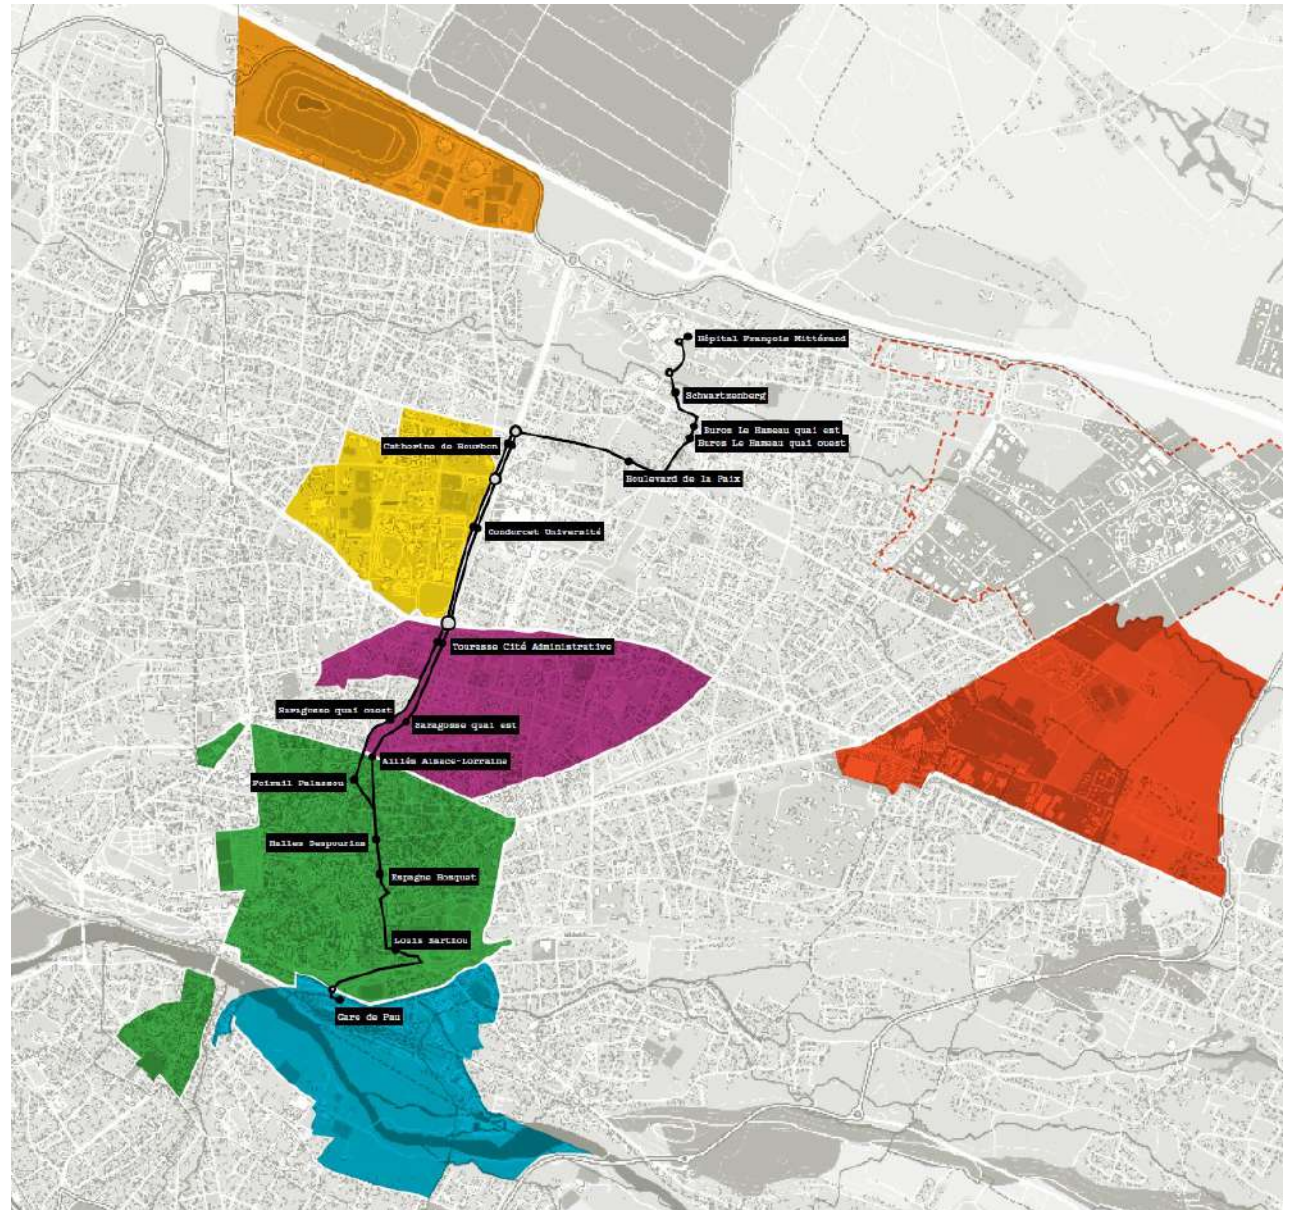 Hôpital François Mittérand
Schwartzenberg
Buros Le Hameau quai est
Buros Le Hameau quai ouest
Catherine de Bourbon
Boulevard de la Paix
Condorcet Université
Tourasse Cité Administrative
Saragosse quai ouest
Saragosse quai est
Alliés Alsace-Lorraine
Foirail Palassou
Halles Despourins
Espagne Bosquet
Louis Barthou
Gare de Pau